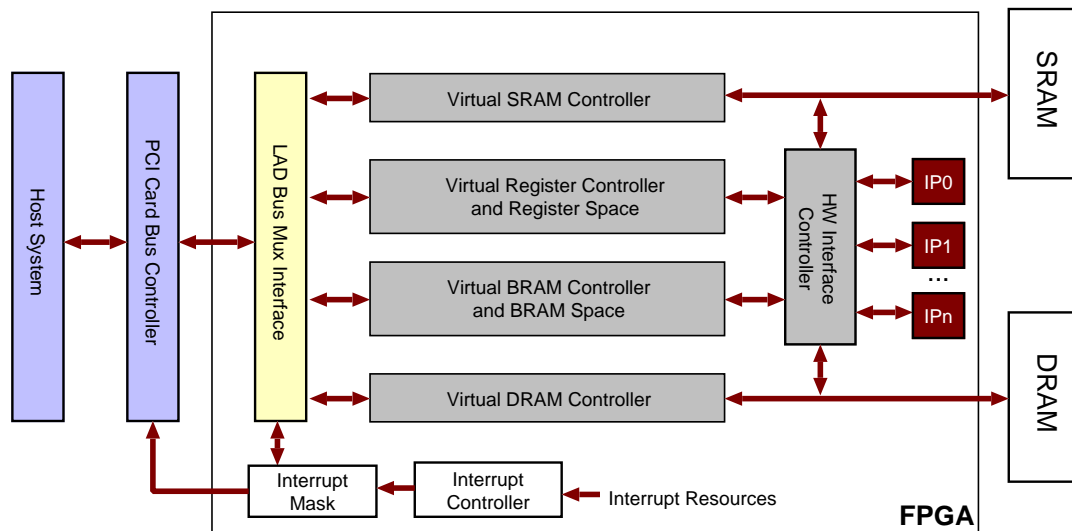 Host System
PCI Card Bus Controller
LAD Bus Mux Interface
Virtual SRAM Controller
Virtual Register Controller
and Register Space
Virtual BRAM Controller
and BRAM Space
Virtual DRAM Controller
HW Interface
Controller
IP0
IP1
...
IPn
SRAM
DRAM
Interrupt
Mask
Interrupt
Controller
Interrupt Resources
FPGA